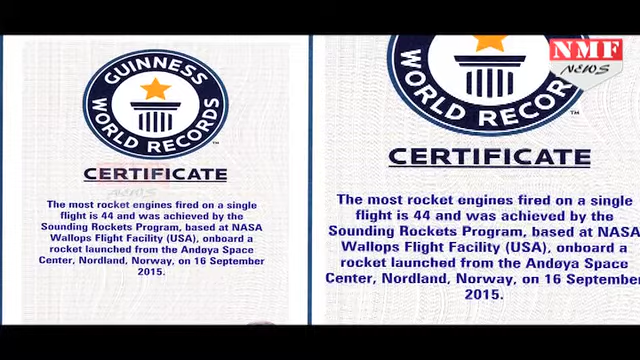 NMF
NEWS
GUINNESS
WORLD RECORDS
™
CERTIFICATE
The most rocket engines fired on a single
flight is 44 and was achieved by the
Sounding Rockets Program, based at NASA
Wallops Flight Facility (USA), onboard a
rocket launched from the Andøya Space
Center, Nordland, Norway, on 16 September
2015.
WORLD RECORDS
™
CERTIFICATE
The most rocket engines fired on a single
flight is 44 and was achieved by the
Sounding Rockets Program, based at NASA
Wallops Flight Facility (USA), onboard a
rocket launched from the Andøya Space
Center, Nordland, Norway, on 16 September
2015.